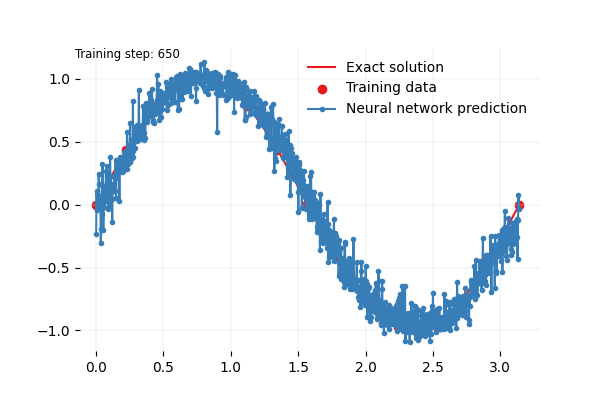 Training step: 650
Exact solution
Training data
Neural network prediction
1.0
0.5
0.0
−0.5
−1.0
0.0 0.5 1.0 1.5 2.0 2.5 3.0